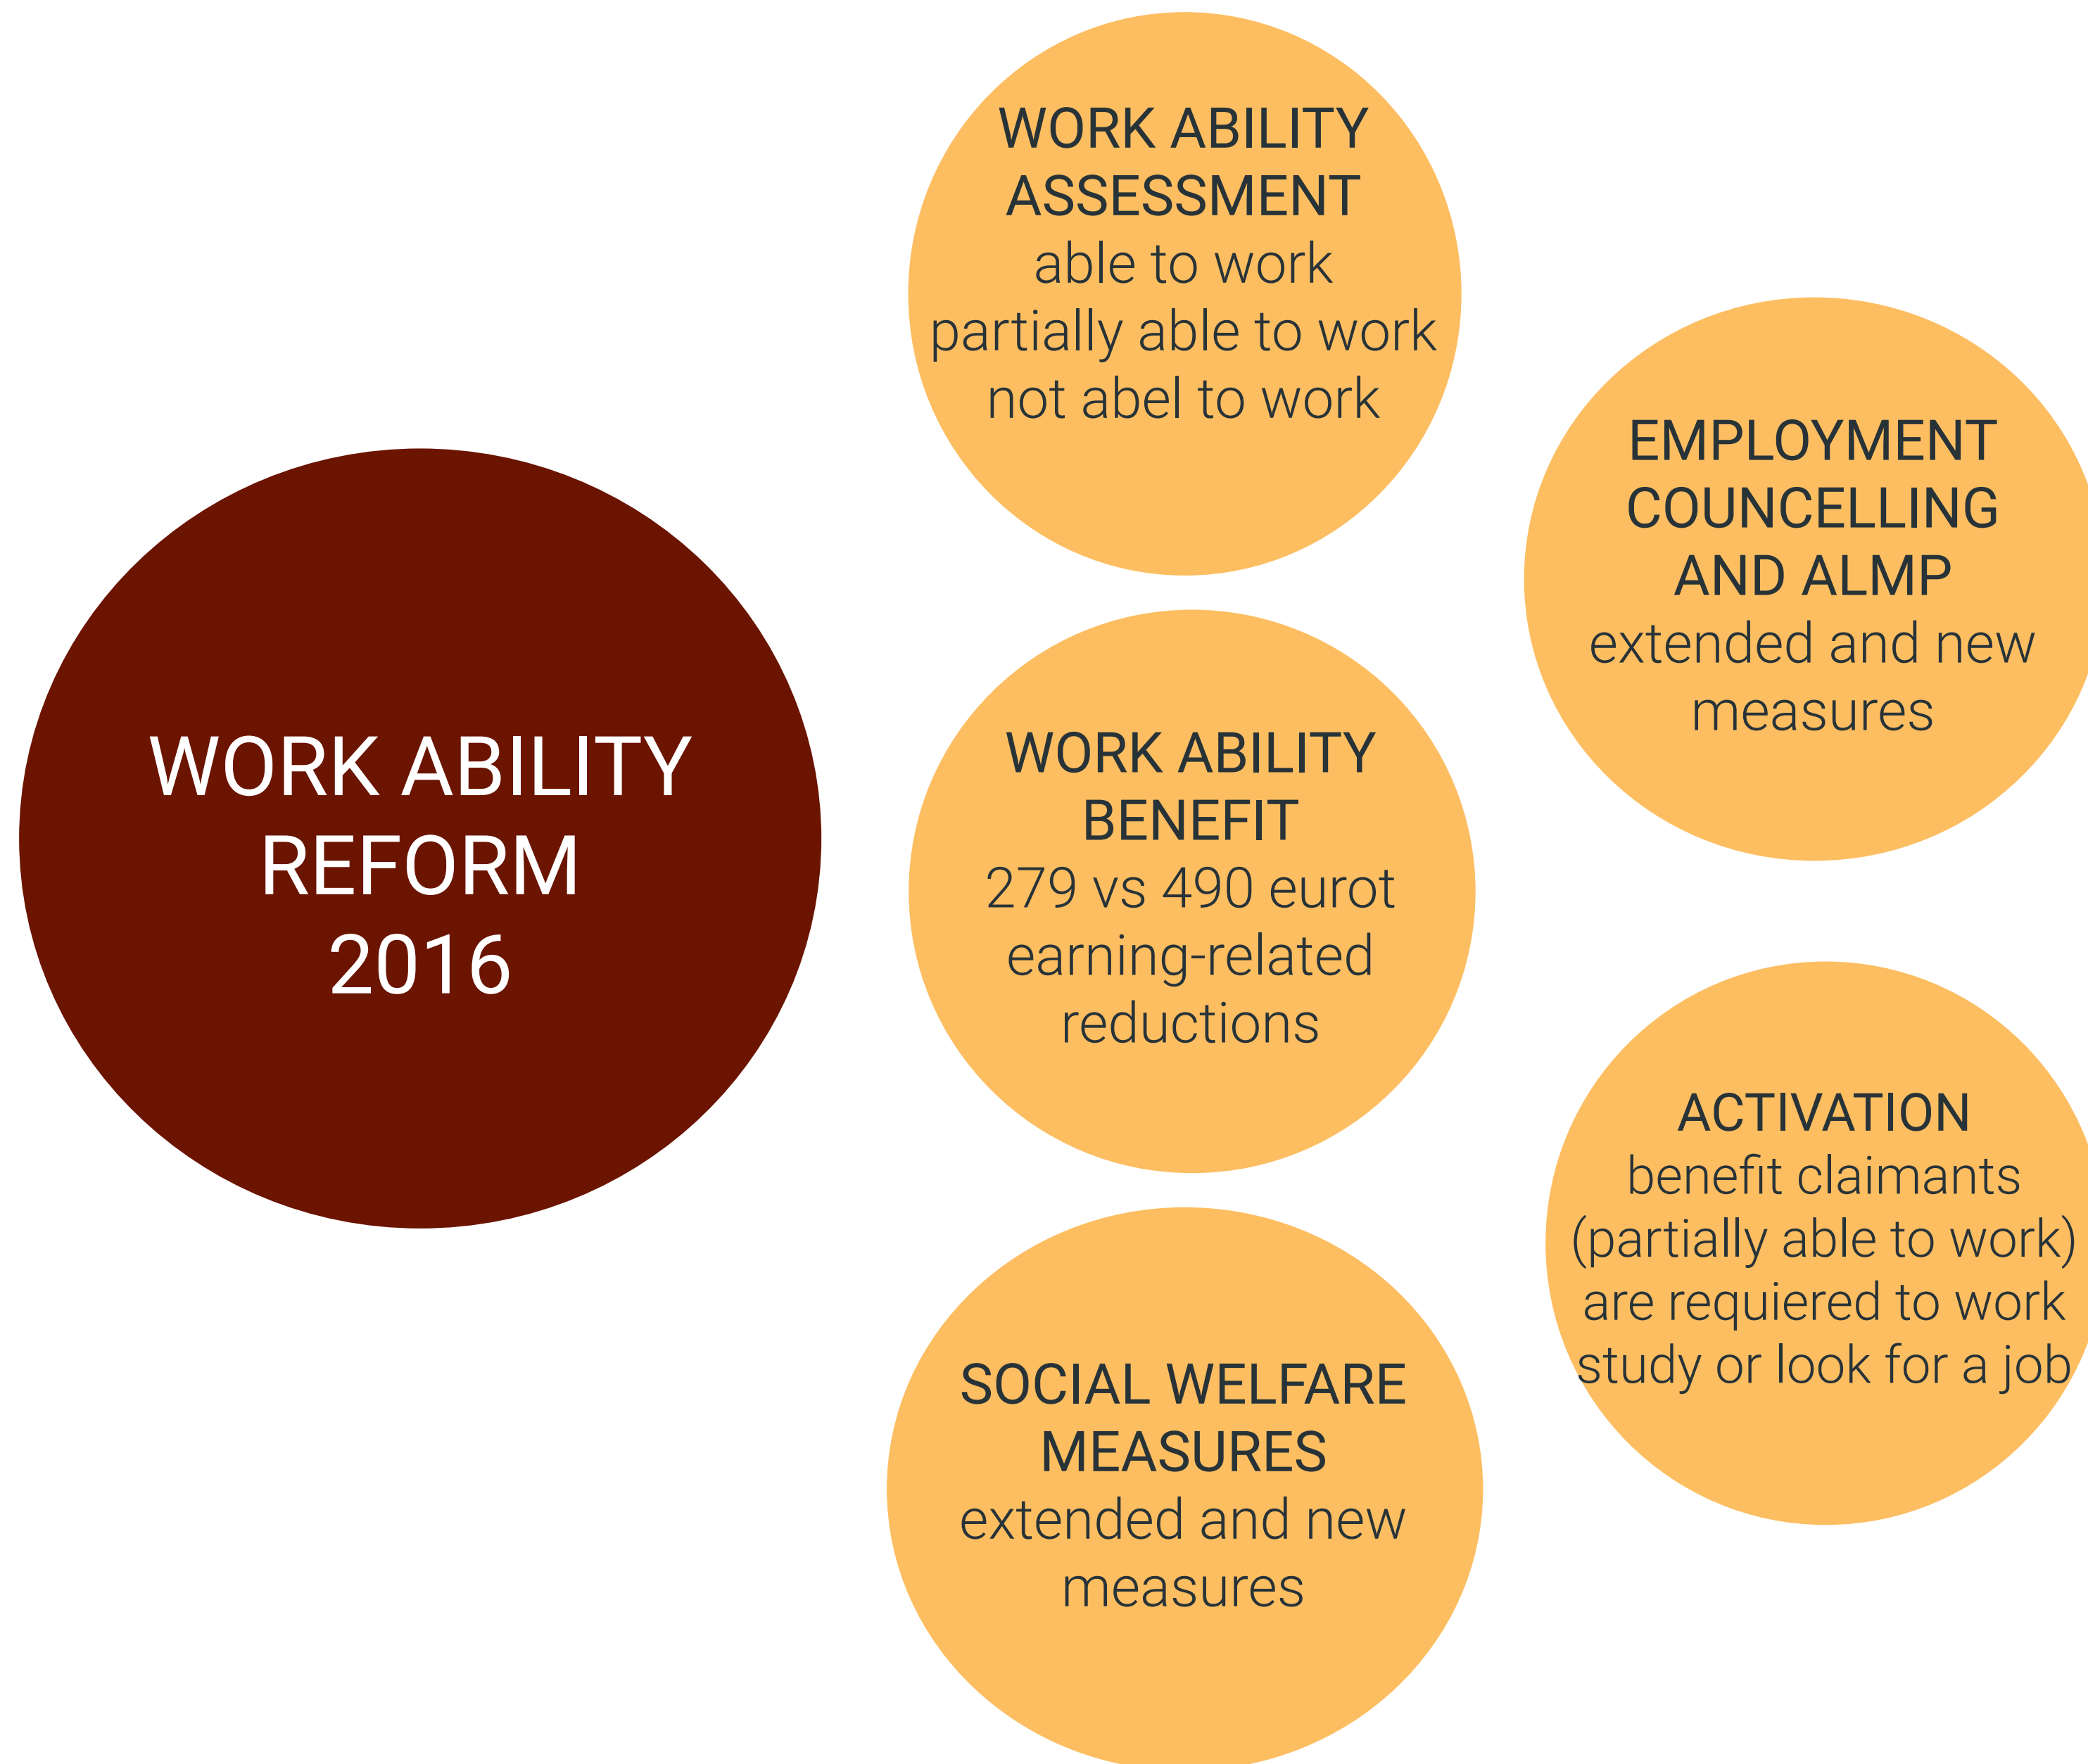 WORK ABILITY
REFORM
2016
WORK ABILITY
ASSESSMENT
able to work
partially able to work
not abel to work
WORK ABILITY
BENEFIT
279 vs 490 eurot
earning-related
reductions
SOCIAL WELFARE
MEASURES
extended and new
measures
EMPLOYMENT
COUNCELLING
AND ALMP
extended and new
measures
ACTIVATION
benefit claimants
(partially able to work)
are requiered to work
study or look for a job